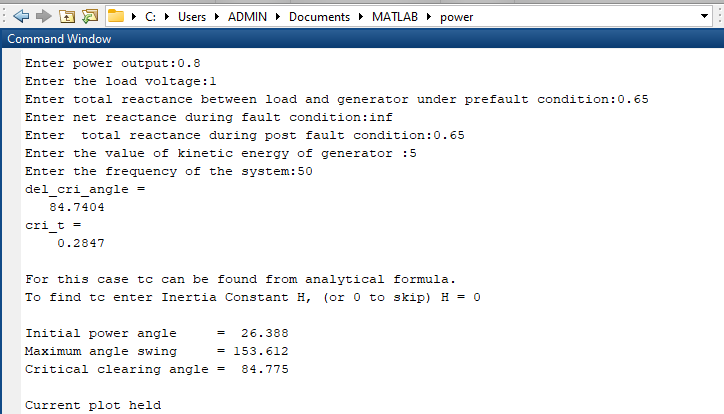 C: Users ADMIN Documents MATLAB power
Command Window
Enter power output:0.8
Enter the load voltage:1
Enter total reactance between load and generator under prefault condition:0.65
Enter net reactance during fault condition:inf
Enter  total reactance during post fault condition:0.65
Enter the value of kinetic energy of generator :5
Enter the frequency of the system:50
del_cri_angle =
84.7404
cri_t =
0.2847
For this case tc can be found from analytical formula.
To find tc enter Inertia Constant H, (or 0 to skip) H = 0
Initial power angle     =  26.388
Maximum angle swing     = 153.612
Critical clearing angle =  84.775
Current plot held